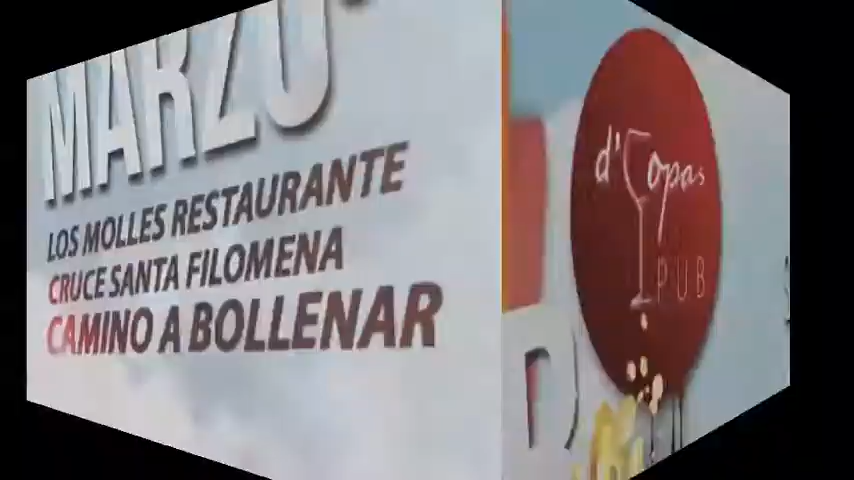 MARZO
LOS MOLLES RESTAURANTE
CRUCE SANTA FILOMENA
CAMINO A BOLLENAR
d'Copas
PUB
D